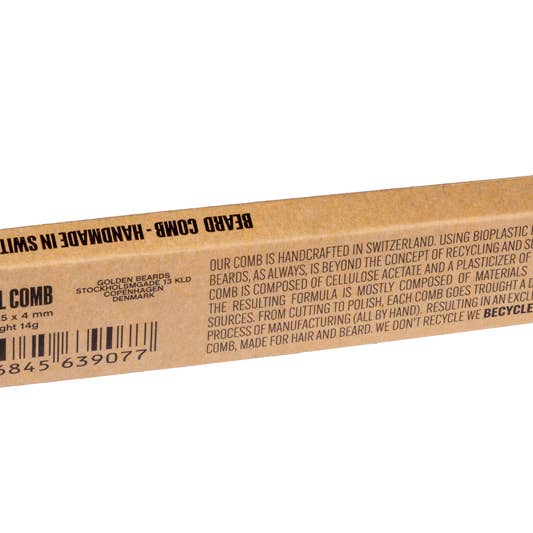 BEARD COMB - HANDMADE IN
L COMB
5 x 4 mm
14g
6845 639077
GOLDEN BEARDS
STOCKHOLMSGADE 13 KLD
COPENHAGEN
DENMARK
OUR COMB IS HANDCRAFTED IN SWITZERLAND. USING BIOPLASTIC
BEARDS, AS ALWAYS, IS BEYOND THE CONCEPT OF RECYCLING AND
COMB IS COMPOSED OF CELLULOSE ACETATE AND A PLASTICIZER OF
THE RESULTING FORMULA IS MOSTLY COMPOSED OF MATERIALS
SOURCES. FROM CUTTING TO POLISH, EACH COMB GOES TROUGHT A
PROCESS OF MANUFACTURING (ALL BY HAND). RESULTING IN AN
COMB, MADE FOR HAIR AND BEARD. WE DON'T RECYCLE WE BECYCLE